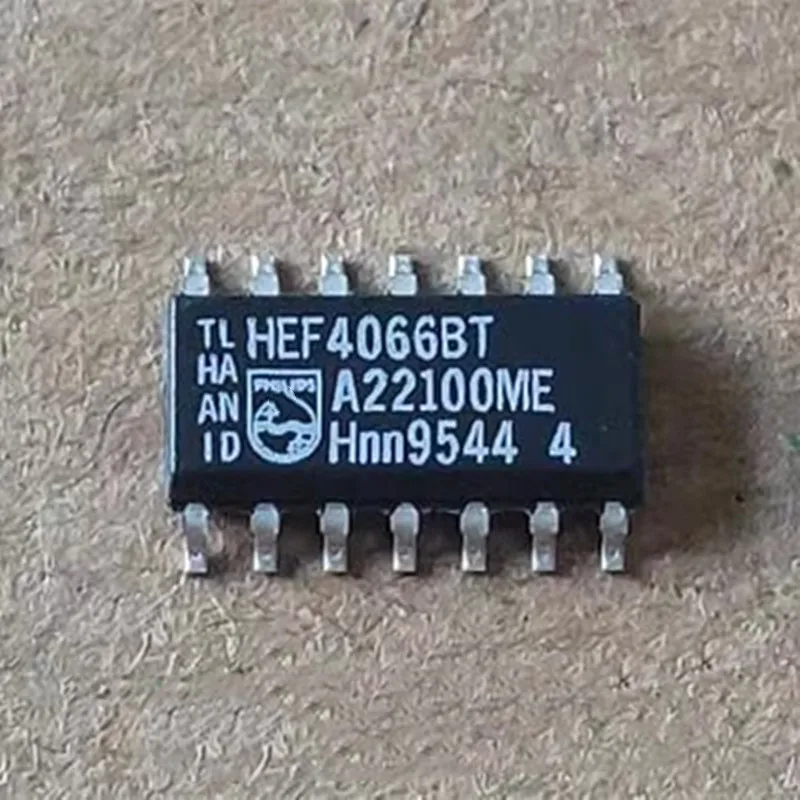 TL
HA
AN
ID
HEF4066BT
PHILIPS
A22100ME
Hnn9544 4